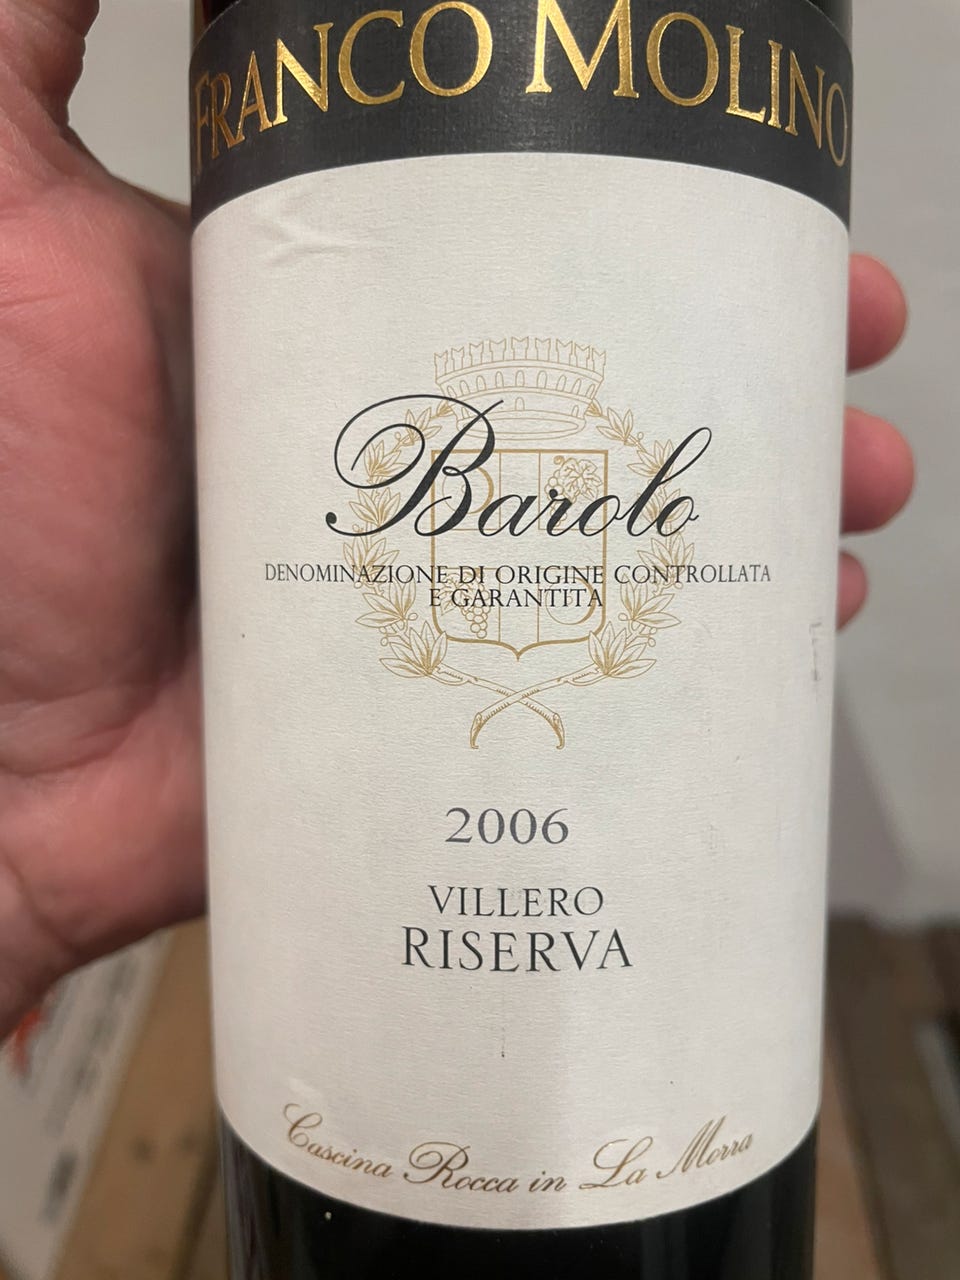 FRANCO MOLINO
Barolo
DENOMINAZIONE DI ORIGINE CONTROLLATA
E GARANTITA
2006
VILLERO
RISERVA
Cascina Rocca in La Morra